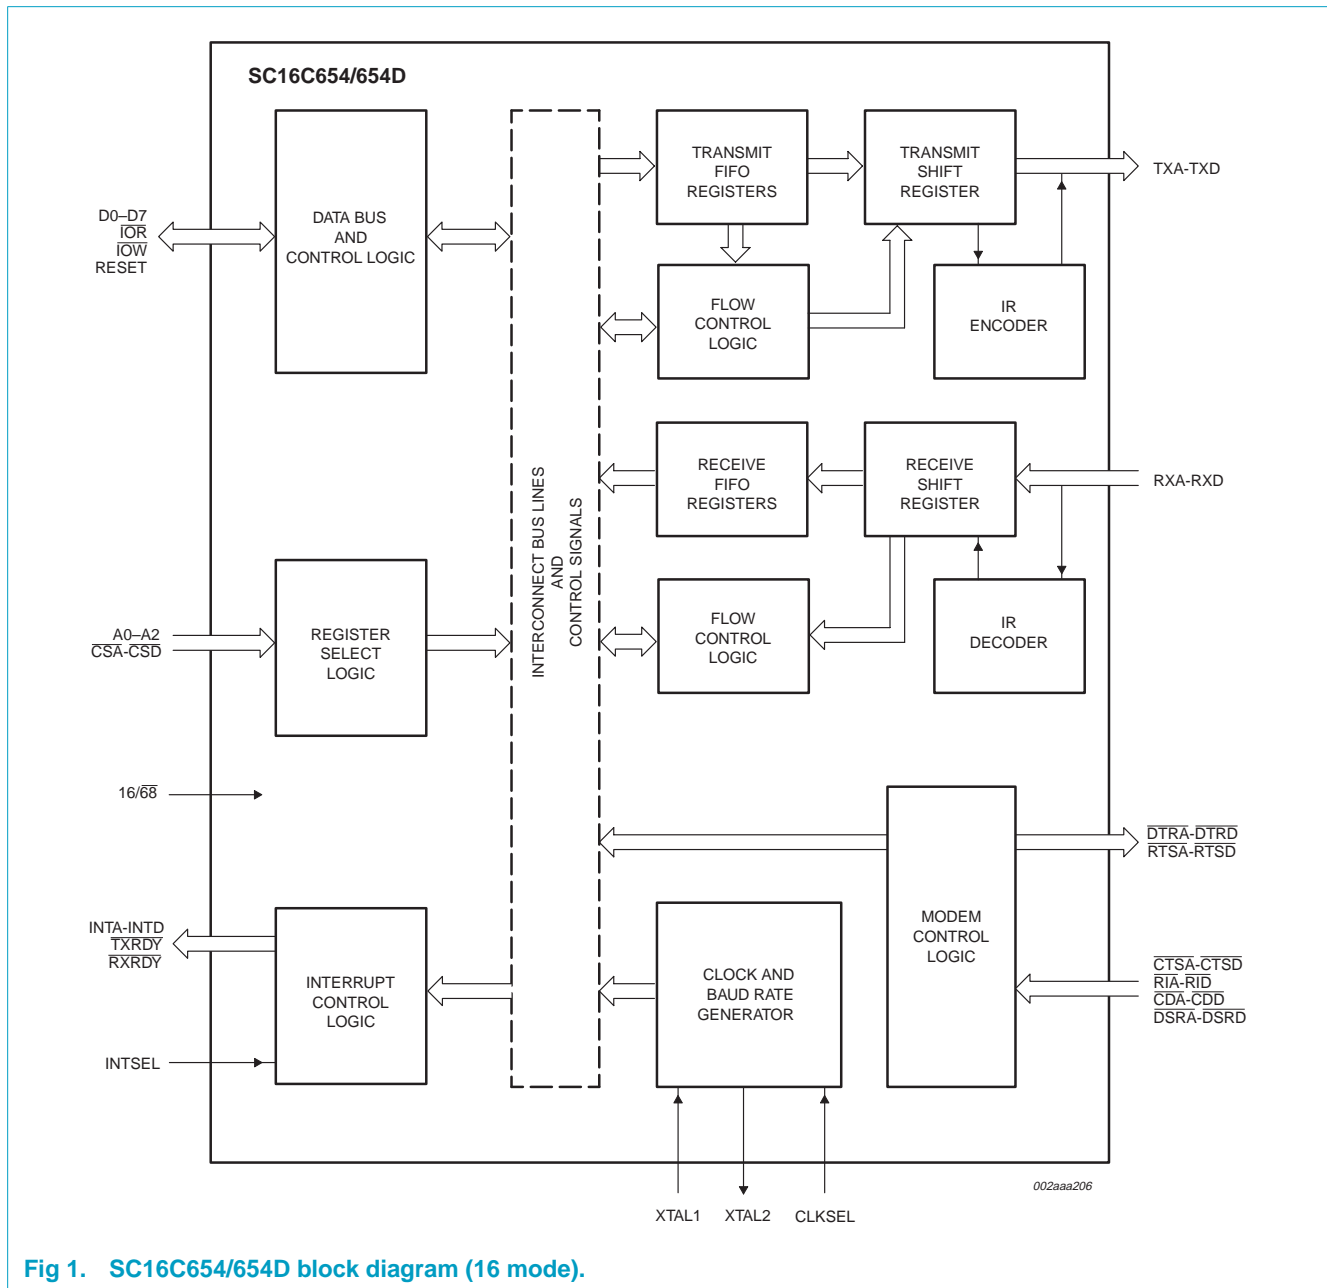 SC16C654/654D
D0–D7
IOR
IOW
RESET
DATA BUS
AND
CONTROL LOGIC
A0–A2
CSA-CSD
REGISTER
SELECT
LOGIC
16/68
INTA-INTD
TXRDY
RXRDY
INTSEL
INTERRUPT
CONTROL
LOGIC
INTERCONNECT BUS LINES
AND
CONTROL SIGNALS
TRANSMIT
FIFO
REGISTERS
TRANSMIT
SHIFT
REGISTER
TXA-TXD
FLOW
CONTROL
LOGIC
IR
ENCODER
RECEIVE
FIFO
REGISTERS
RECEIVE
SHIFT
REGISTER
RXA-RXD
FLOW
CONTROL
LOGIC
IR
DECODER
DTRA-DTRD
RTSA-RTSD
MODEM
CONTROL
LOGIC
CTSA-CTSD
RIA-RID
CDA-CDD
DSRA-DSRD
CLOCK AND
BAUD RATE
GENERATOR
XTAL1
XTAL2
CLKSEL
002aaa206
Fig 1. SC16C654/654D block diagram (16 mode).